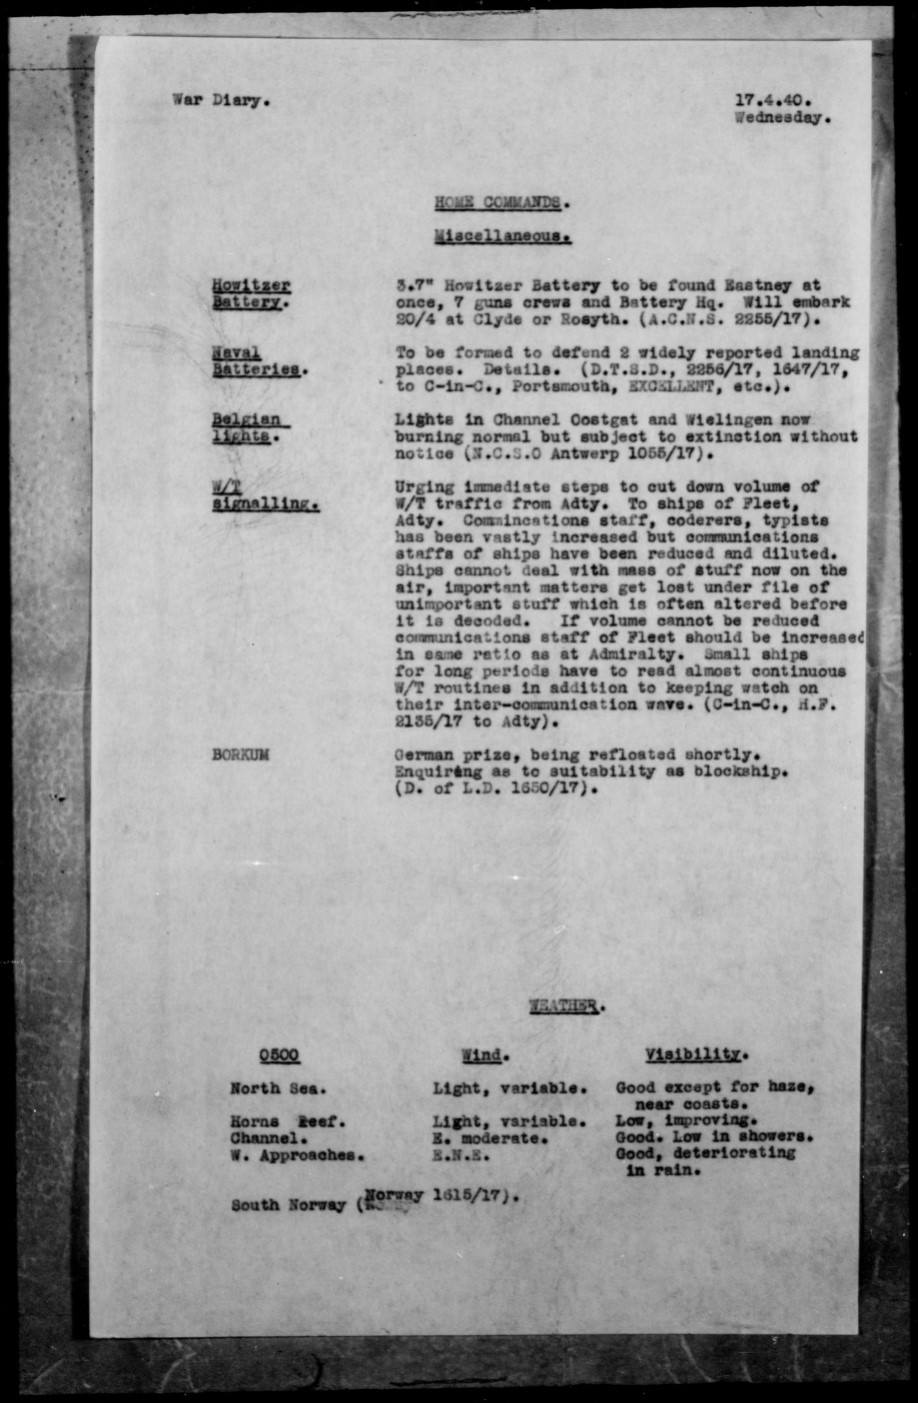 War Diary.
17.4.40.
Wednesday.
HOME COMMANDS.
Miscellaneous.
Howitzer
Battery.
3.7" Howitzer Battery to be found Eastney at
once, 7 guns crews and Battery Hq. Will embark
20/4 at Clyde or Rosyth. (A.C.N.S. 2255/17).
Naval
Batteries.
To be formed to defend 2 widely reported landing
places. Details. (D.T.S.D., 2256/17, 1647/17,
to C-in-C., Portsmouth, EXCELLENT, etc.).
Belgian
lights.
Lights in Channel Oostgat and Wielingen now
burning normal but subject to extinction without
notice (N.C.S.O Antwerp 1055/17).
W/T
signalling.
Urging immediate steps to cut down volume of
W/T traffic from Adty. To ships of Fleet,
Adty. Commincations staff, coderers, typists
has been vastly increased but communications
staffs of ships have been reduced and diluted.
Ships cannot deal with mass of stuff now on the
air, important matters get lost under file of
unimportant stuff which is often altered before
it is decoded. If volume cannot be reduced
communications staff of Fleet should be increased
in same ratio as at Admiralty. Small ships
for long periods have to read almost continuous
W/T routines in addition to keeping watch on
their inter-communication wave. (C-in-C., H.F.
2135/17 to Adty).
BORKUM
German prize, being refloated shortly.
Enquiring as to suitability as blockship.
(D. of L.D. 1650/17).
WEATHER.
0500 Wind. Visibility.
North Sea. Light, variable. Good except for haze,
near coasts.
Horns Reef. Light, variable. Low, improving.
Channel. E. moderate. Good. Low in showers.
W. Approaches. E.N.E. Good, deteriorating
in rain.
South Norway (Norway 1615/17).